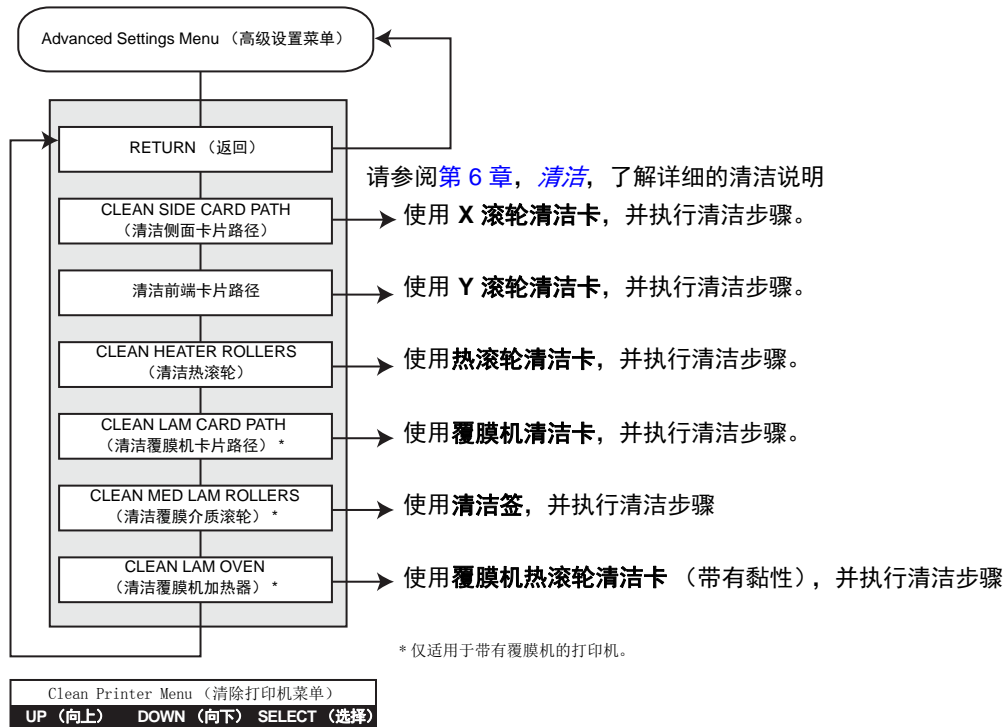 Advanced Settings Menu （高级设置菜单）
RETURN （返回）
请参阅第 6 章，清洁，了解详细的清洁说明
CLEAN SIDE CARD PATH
（清洁侧面卡片路径）
使用 X 滚轮清洁卡，并执行清洁步骤。
清洁前端卡片路径
使用 Y 滚轮清洁卡，并执行清洁步骤。
CLEAN HEATER ROLLERS
（清洁热滚轮）
使用热滚轮清洁卡，并执行清洁步骤。
CLEAN LAM CARD PATH
（清洁覆膜机卡片路径） *
使用覆膜机清洁卡，并执行清洁步骤。
CLEAN MED LAM ROLLERS
（清洁覆膜介质滚轮） *
使用清洁签，并执行清洁步骤
CLEAN LAM OVEN
（清洁覆膜机加热器） *
使用覆膜机热滚轮清洁卡 （带有黏性），并执行清洁步骤
* 仅适用于带有覆膜机的打印机。
Clean Printer Menu （清除打印机菜单）
UP （向上） DOWN （向下） SELECT （选择）